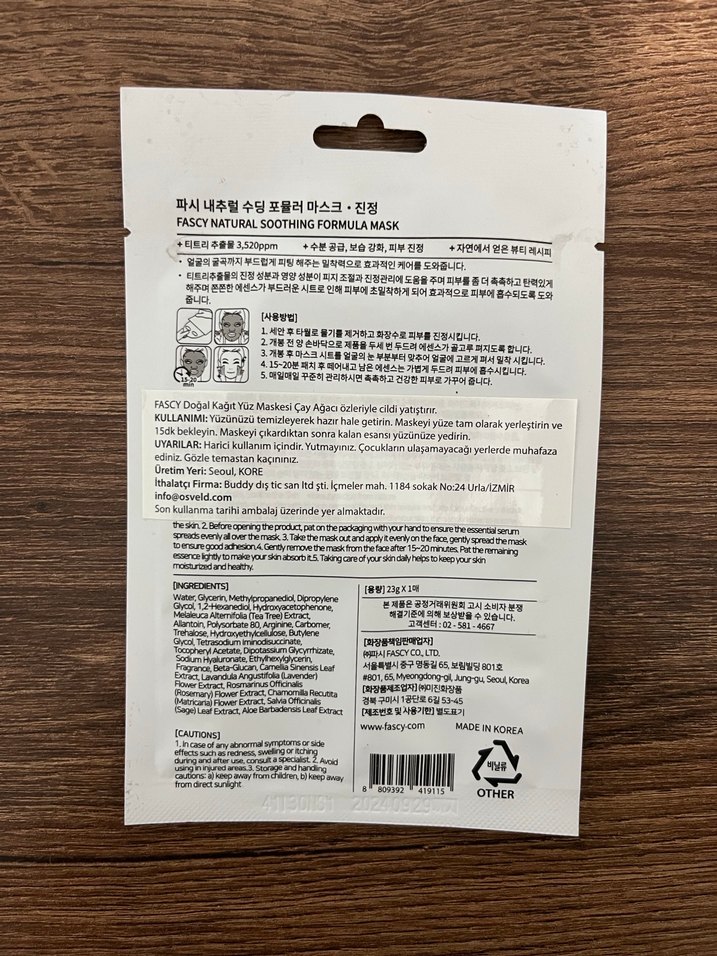 파시 내추럴 수딩 포뮬러 마스크 • 진정
FASCY NATURAL SOOTHING FORMULA MASK
+ 티트리 추출물 3,520ppm + 수분 공급, 보습 강화, 피부 진정 + 자연에서 얻은 뷰티 레시피
• 얼굴의 굴곡까지 부드럽게 피팅 해주는 밀착력으로 효과적인 케어를 도와줍니다.
• 티트리추출물의 진정 성분과 영양 성분이 피지 조절과 진정관리에 도움을 주며 피부를 좀 더 촉촉하고 탄력있게
해주며 쫀쫀한 에센스가 부드러운 시트로 인해 피부에 초밀착하게 되어 효과적으로 피부에 흡수되도록 도와
줍니다.
15-20
min
[사용방법]
1. 세안 후 타월로 물기를 제거하고 화장수로 피부를 진정시킵니다.
2. 개봉 전 양 손바닥으로 제품을 두세 번 두드려 에센스가 골고루 펴지도록 합니다.
3. 개봉 후 마스크 시트를 얼굴의 눈 부분부터 맞추어 얼굴에 고르게 펴서 밀착 시킵니다.
4. 15~20분 패치 후 떼어내고 남은 에센스는 가볍게 두드려 피부에 흡수시킵니다.
5. 매일매일 꾸준히 관리하시면 촉촉하고 건강한 피부로 가꾸어 줍니다.
FASCY Doğal Kağıt Yüz Maskesi Çay Ağacı özleriyle cildi yatıştırır.
KULLANIMI: Yüzünüzü temizleyerek hazır hale getirin. Maskeyi yüze tam olarak yerleştirin ve
15dk bekleyin. Maskeyi çıkardıktan sonra kalan esansı yüzünüze yedirin.
UYARILAR: Harici kullanım içindir. Yutmayınız. Çocukların ulaşamayacağı yerlerde muhafaza
ediniz. Gözle temastan kaçınınız.
Üretim Yeri: Seoul, KORE
İthalatçı Firma: Buddy dış tic san ltd şti. İçmeler mah. 1184 sokak No:24 Urla/İZMİR
info@osveld.com
Son kullanma tarihi ambalaj üzerinde yer almaktadır.
the skin. 2. Before opening the product, pat on the packaging with your hand to ensure the essential serum
spreads evenly all over the mask. 3. Take the mask out and apply it evenly on the face, gently spread the mask
to ensure good adhesion.4. Gently remove the mask from the face after 15~20 minutes. Pat the remaining
essence lightly to make your skin absorb it.5. Taking care of your skin daily helps to keep your skin
moisturized and healthy.
[INGREDIENTS]
Water, Glycerin, Methylpropanediol, Dipropylene
Glycol, 1,2-Hexanediol, Hydroxyacetophenone,
Melaleuca Alternifolia (Tea Tree) Extract,
Allantoin, Polysorbate 80, Arginine, Carbomer,
Trehalose, Hydroxyethylcellulose, Butylene
Glycol, Tetrasodium Iminodisuccinate,
Tocopheryl Acetate, Dipotassium Glycyrrhizate,
Sodium Hyaluronate, Ethylhexylglycerin,
Fragrance, Beta-Glucan, Camellia Sinensis Leaf
Extract, Lavandula Angustifolia (Lavender)
Flower Extract, Rosmarinus Officinalis
(Rosemary) Flower Extract, Chamomilla Recutita
(Matricaria) Flower Extract, Salvia Officinalis
(Sage) Leaf Extract, Aloe Barbadensis Leaf Extract
[CAUTIONS]
1. In case of any abnormal symptoms or side
effects such as redness, swelling or itching
during and after use, consult a specialist. 2. Avoid
using in injured areas.3. Storage and handling
cautions: a) keep away from children, b) keep away
from direct sunlight
[용량] 23g X 1매
본 제품은 공정거래위원회 고시 소비자 분쟁
해결기준에 의해 보상받을 수 있습니다.
고객센터 : 02 - 581 - 4667
[화장품책임판매업자]
㈜파시 FASCY CO., LTD.
서울특별시 중구 명동길 65, 보림빌딩 801호
#801, 65, Myeongdong-gil, Jung-gu, Seoul, Korea
[화장품제조업자] ㈜미진화장품
경북 구미시 1공단로 6길 53-45
[제조번호 및 사용기한] 별도표기
www.fascy-com MADE IN KOREA
8 809392 419115
비닐류
OTHER
20240929